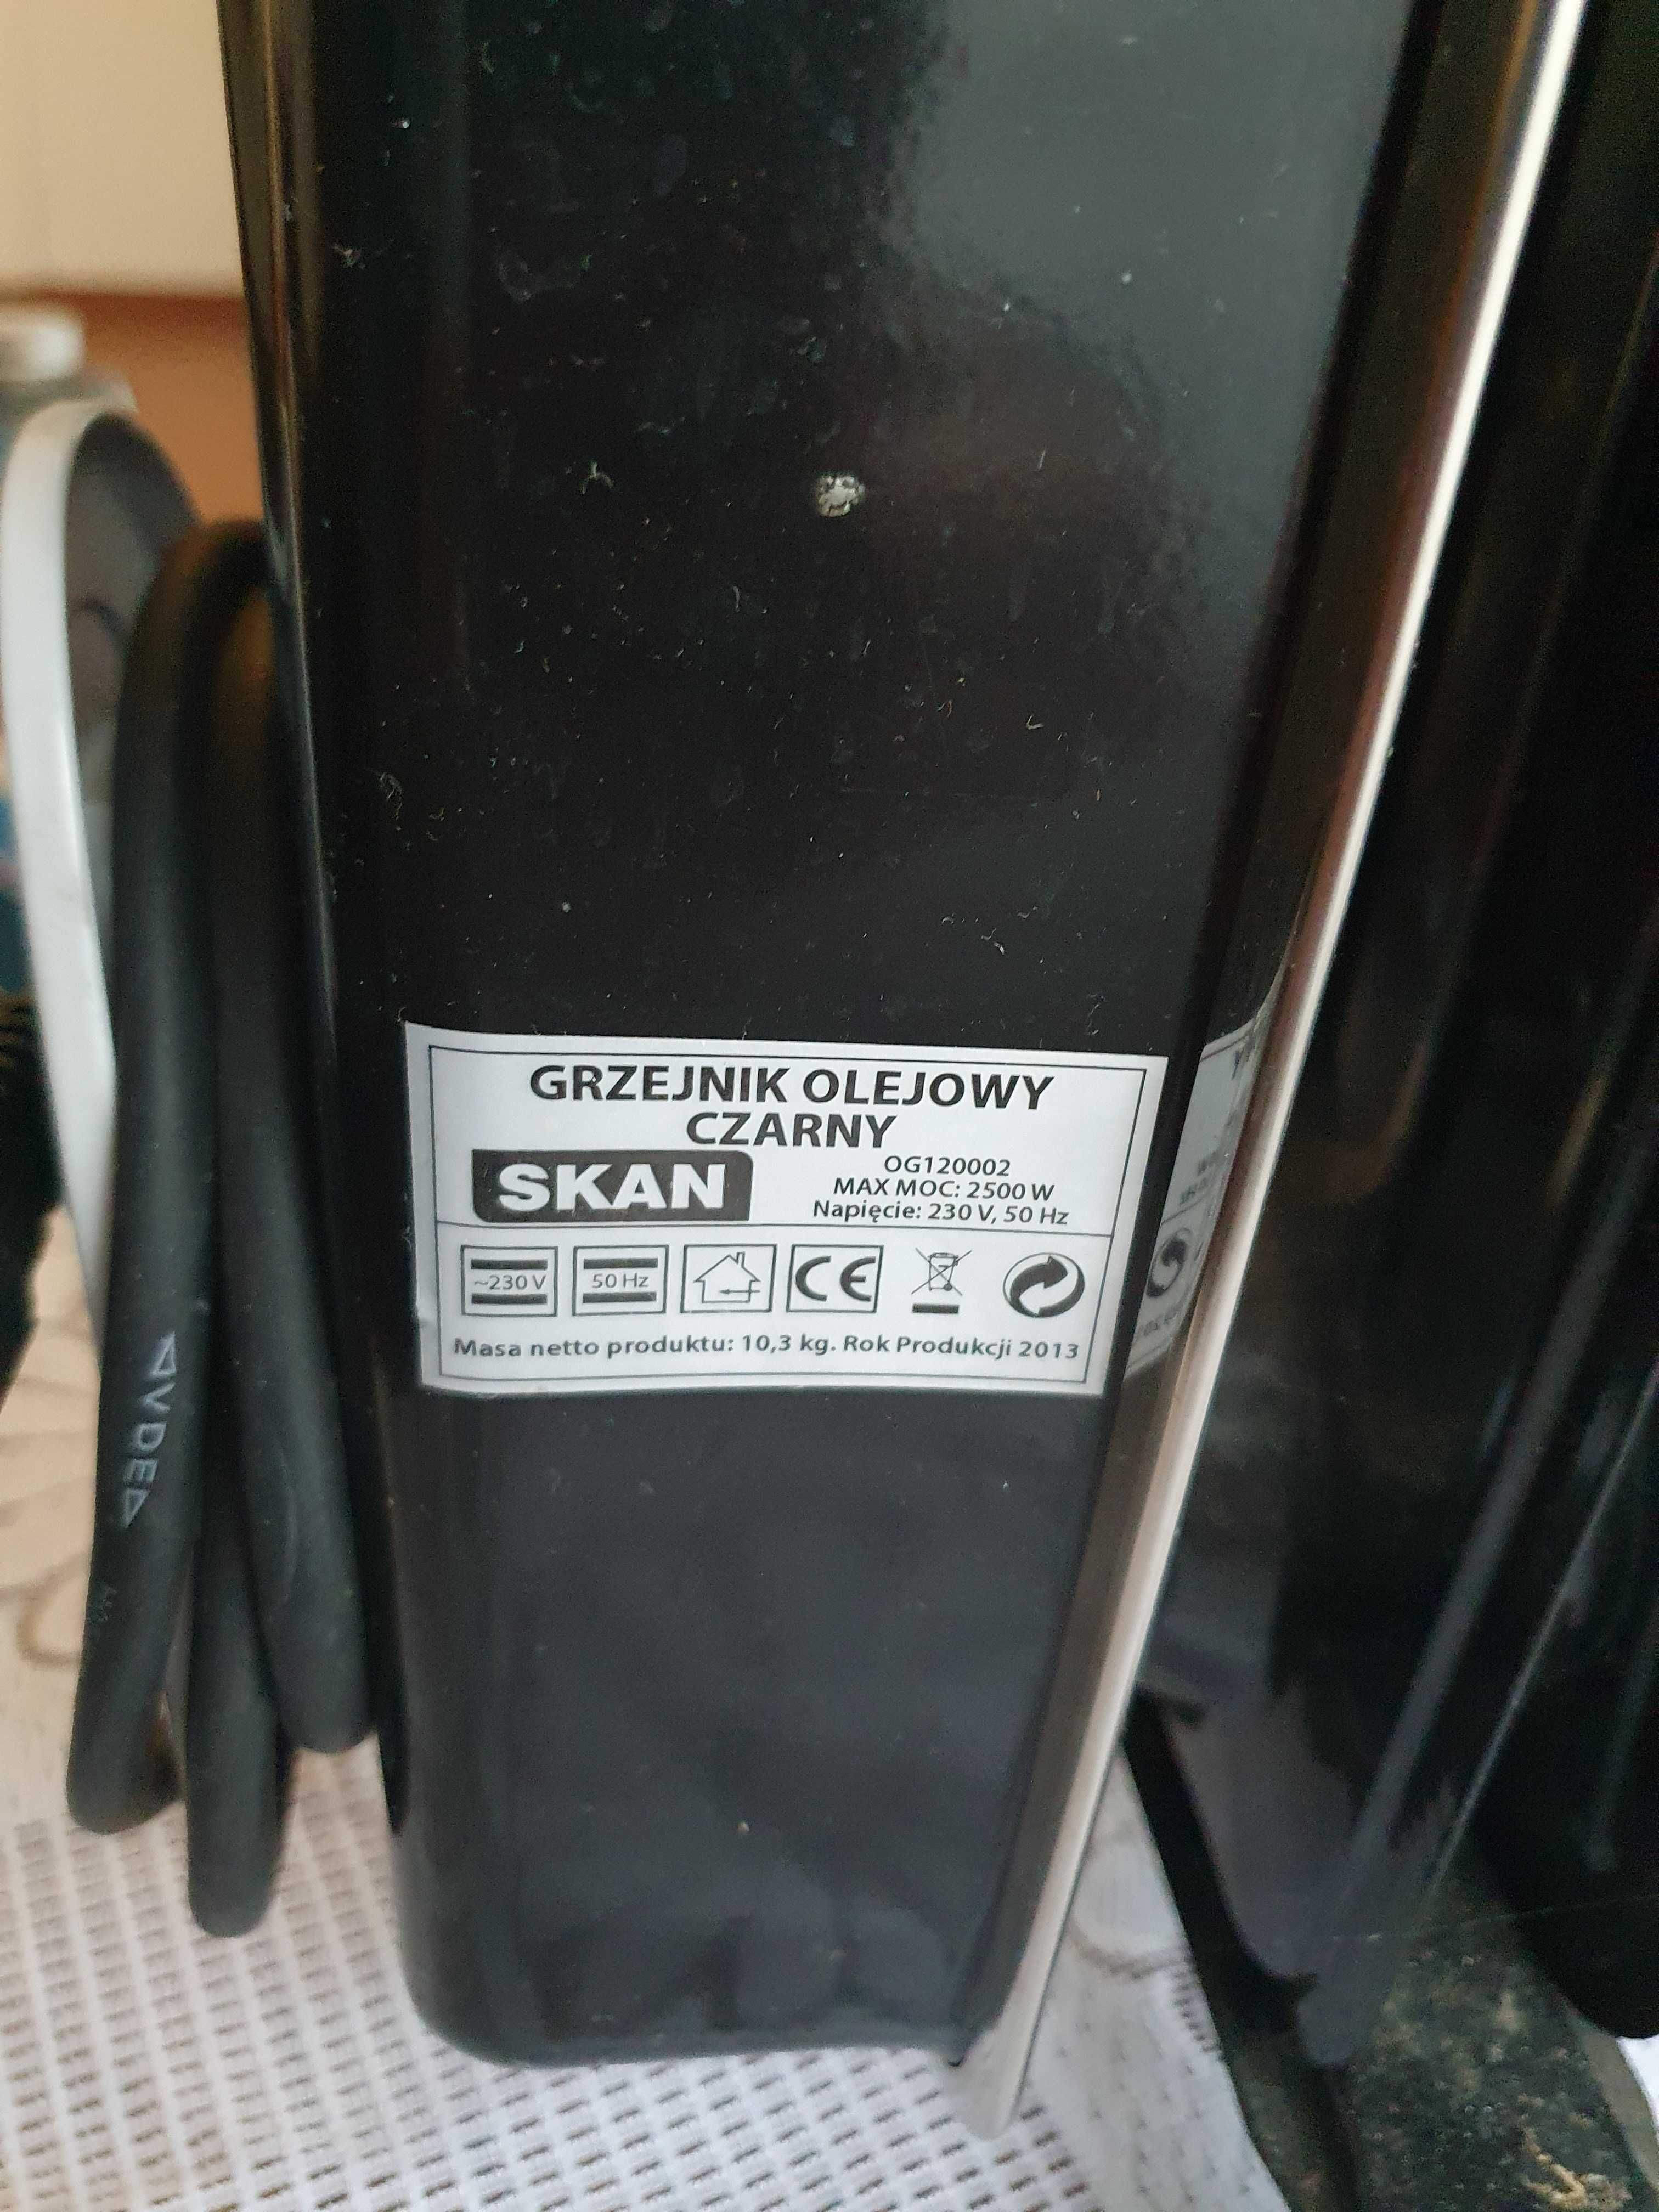 GRZEJNIK OLEJOWY
CZARNY
SKAN
OG120002
MAX MOC: 2500 W
Napięcie: 230 V, 50 Hz
~230 V
50 Hz
CE
Masa netto produktu: 10,3 kg. Rok Produkcji 2013
VDE